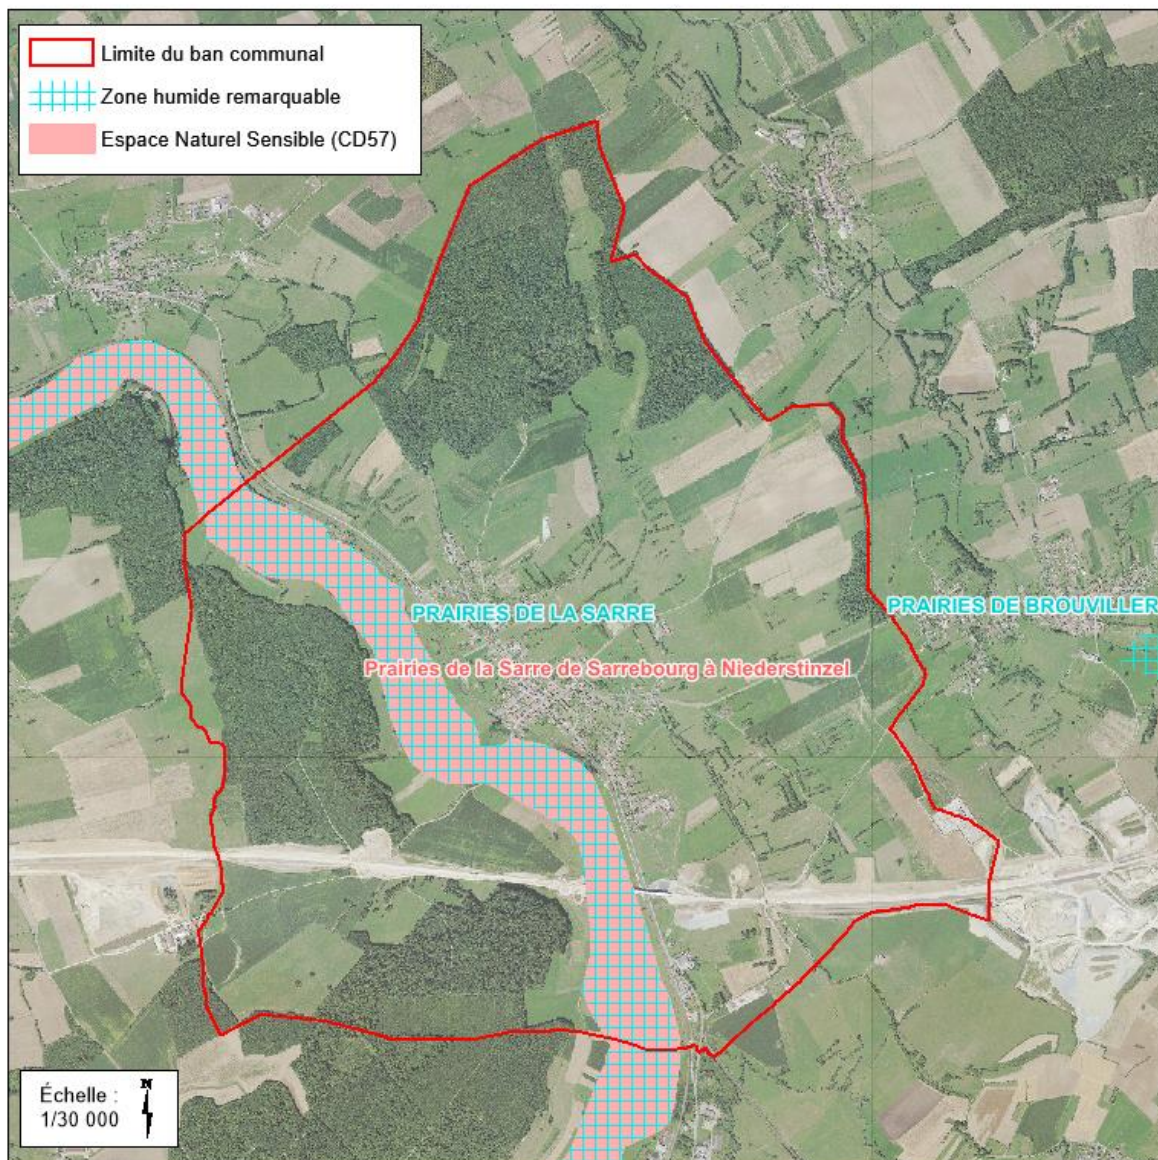 Limite du ban communal
Zone humide remarquable
Espace Naturel Sensible (CD57)
PRAIRIES DE LA SARRE
PRAIRIES DE BROUVILLER
Prairies de la Sarre de Sarrebourg à Niederstinzel
Échelle :
1/30 000
N